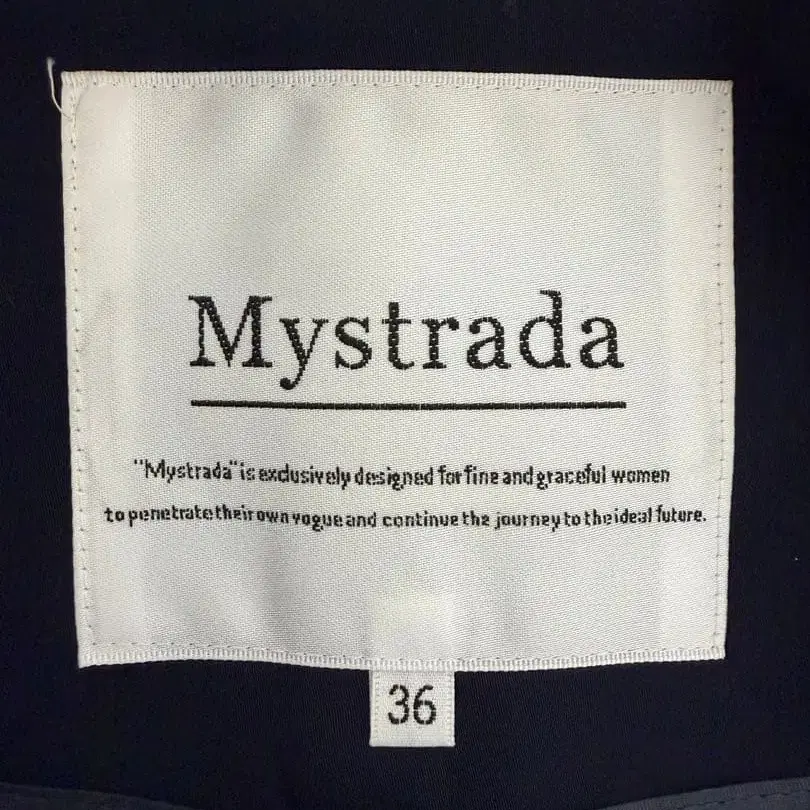 Mystrada
"Mystrada" is exclusively designed for fine and graceful women
to penetrate their own vogue and continue the journey to the ideal future.
36